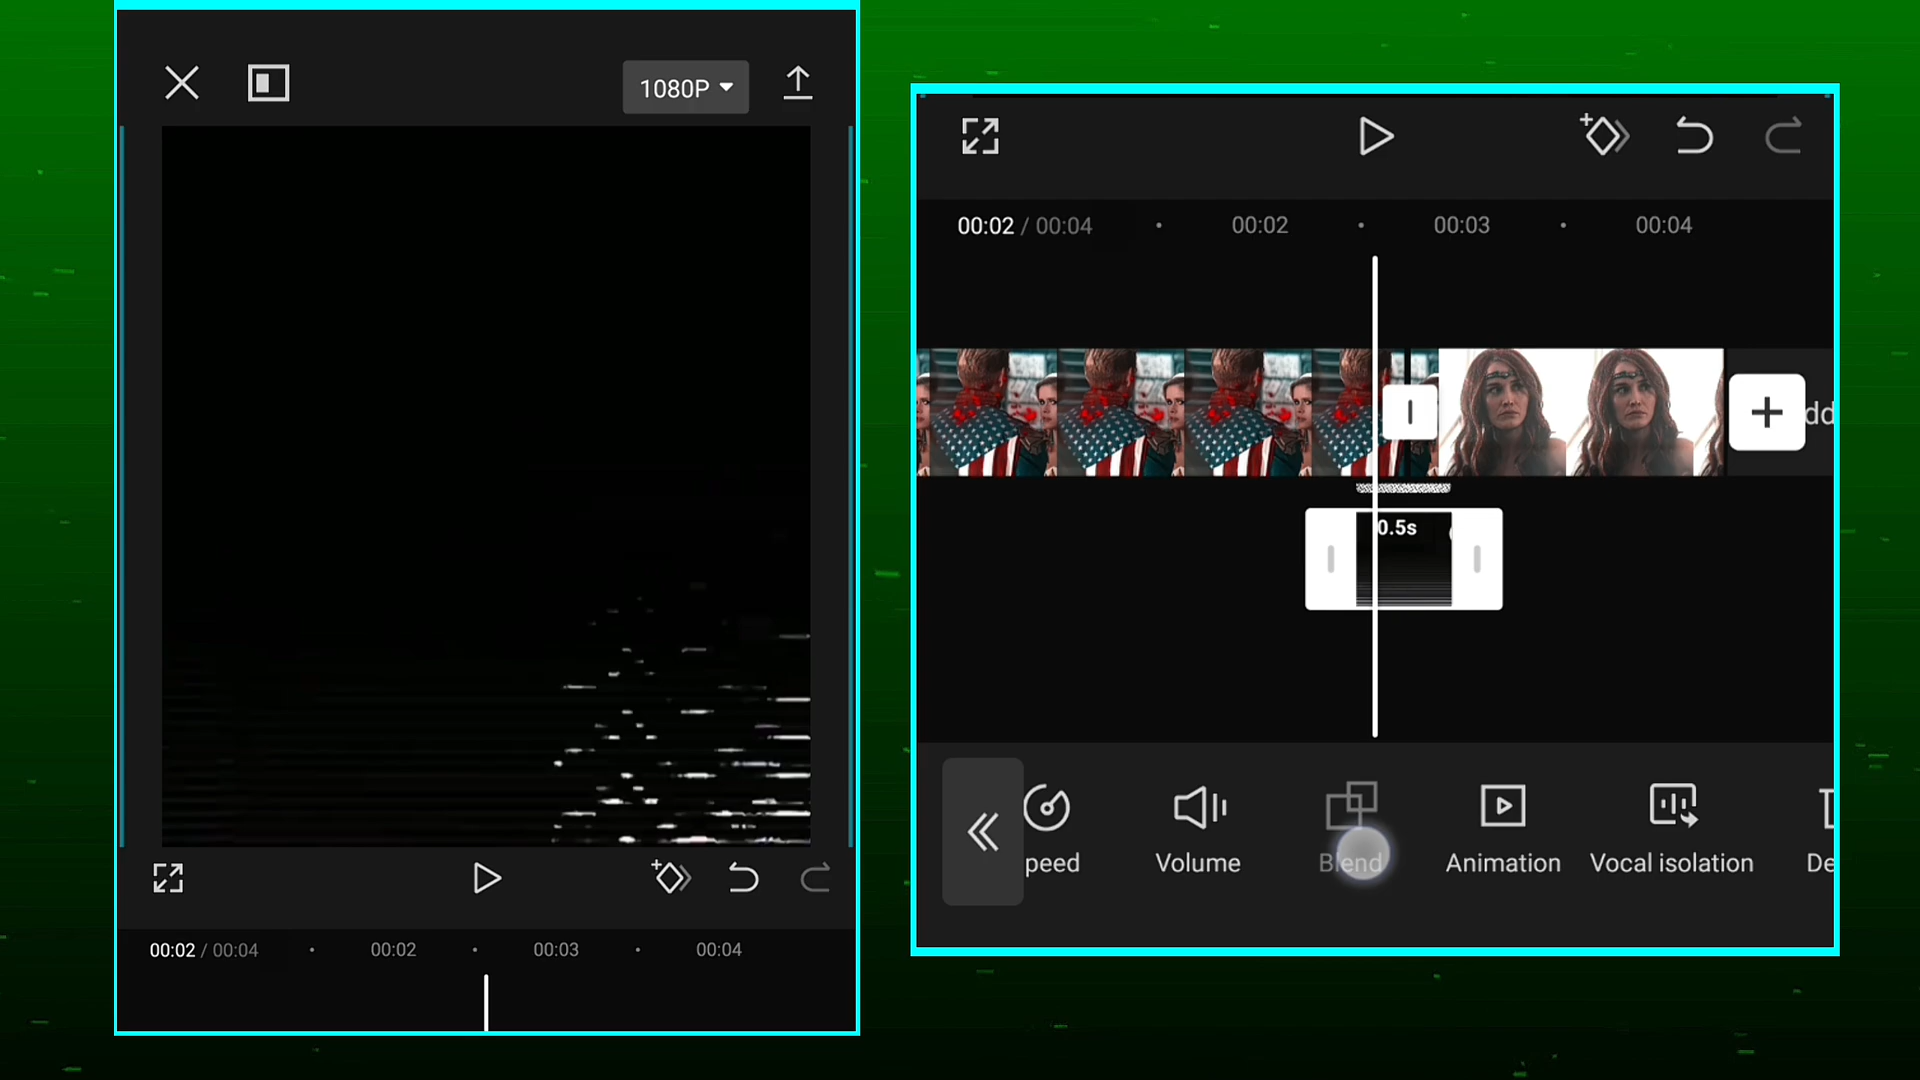 1080P
00:02 / 00:04 00:02 00:03 00:04
00:02 / 00:04 00:02 00:03 00:04
dd
0.5s
peed Volume Blend Animation Vocal isolation De